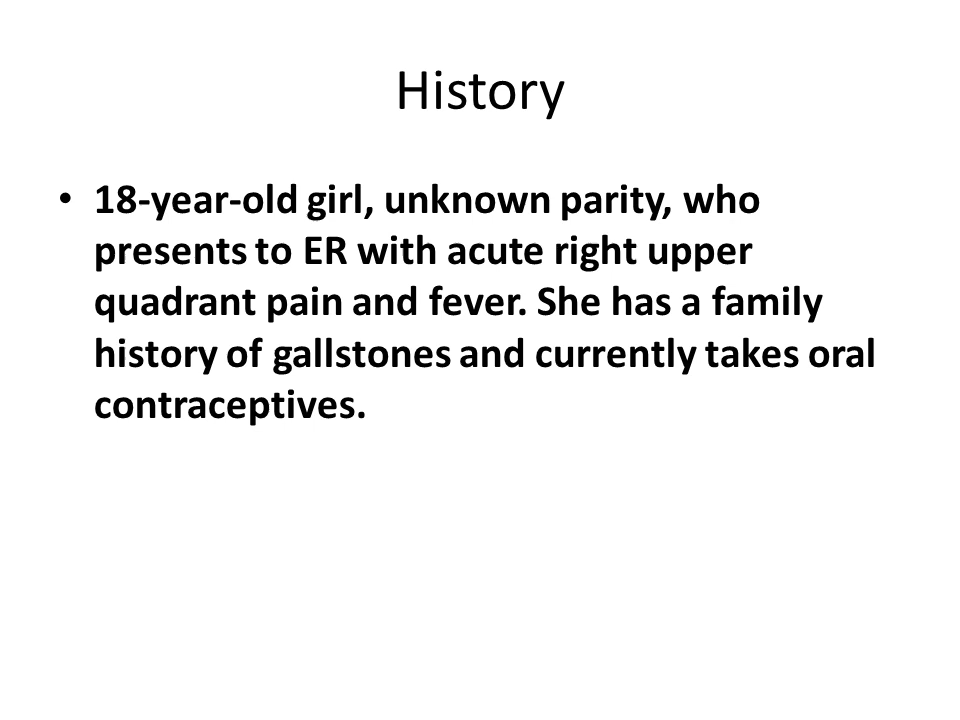 History
• 18-year-old girl, unknown parity, who
presents to ER with acute right upper
quadrant pain and fever. She has a family
history of gallstones and currently takes oral
contraceptives.